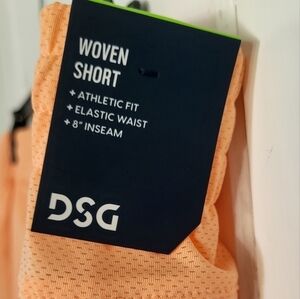 WOVEN
SHORT
+ ATHLETIC FIT
+ ELASTIC WAIST
+ 8" INSEAM
DSG